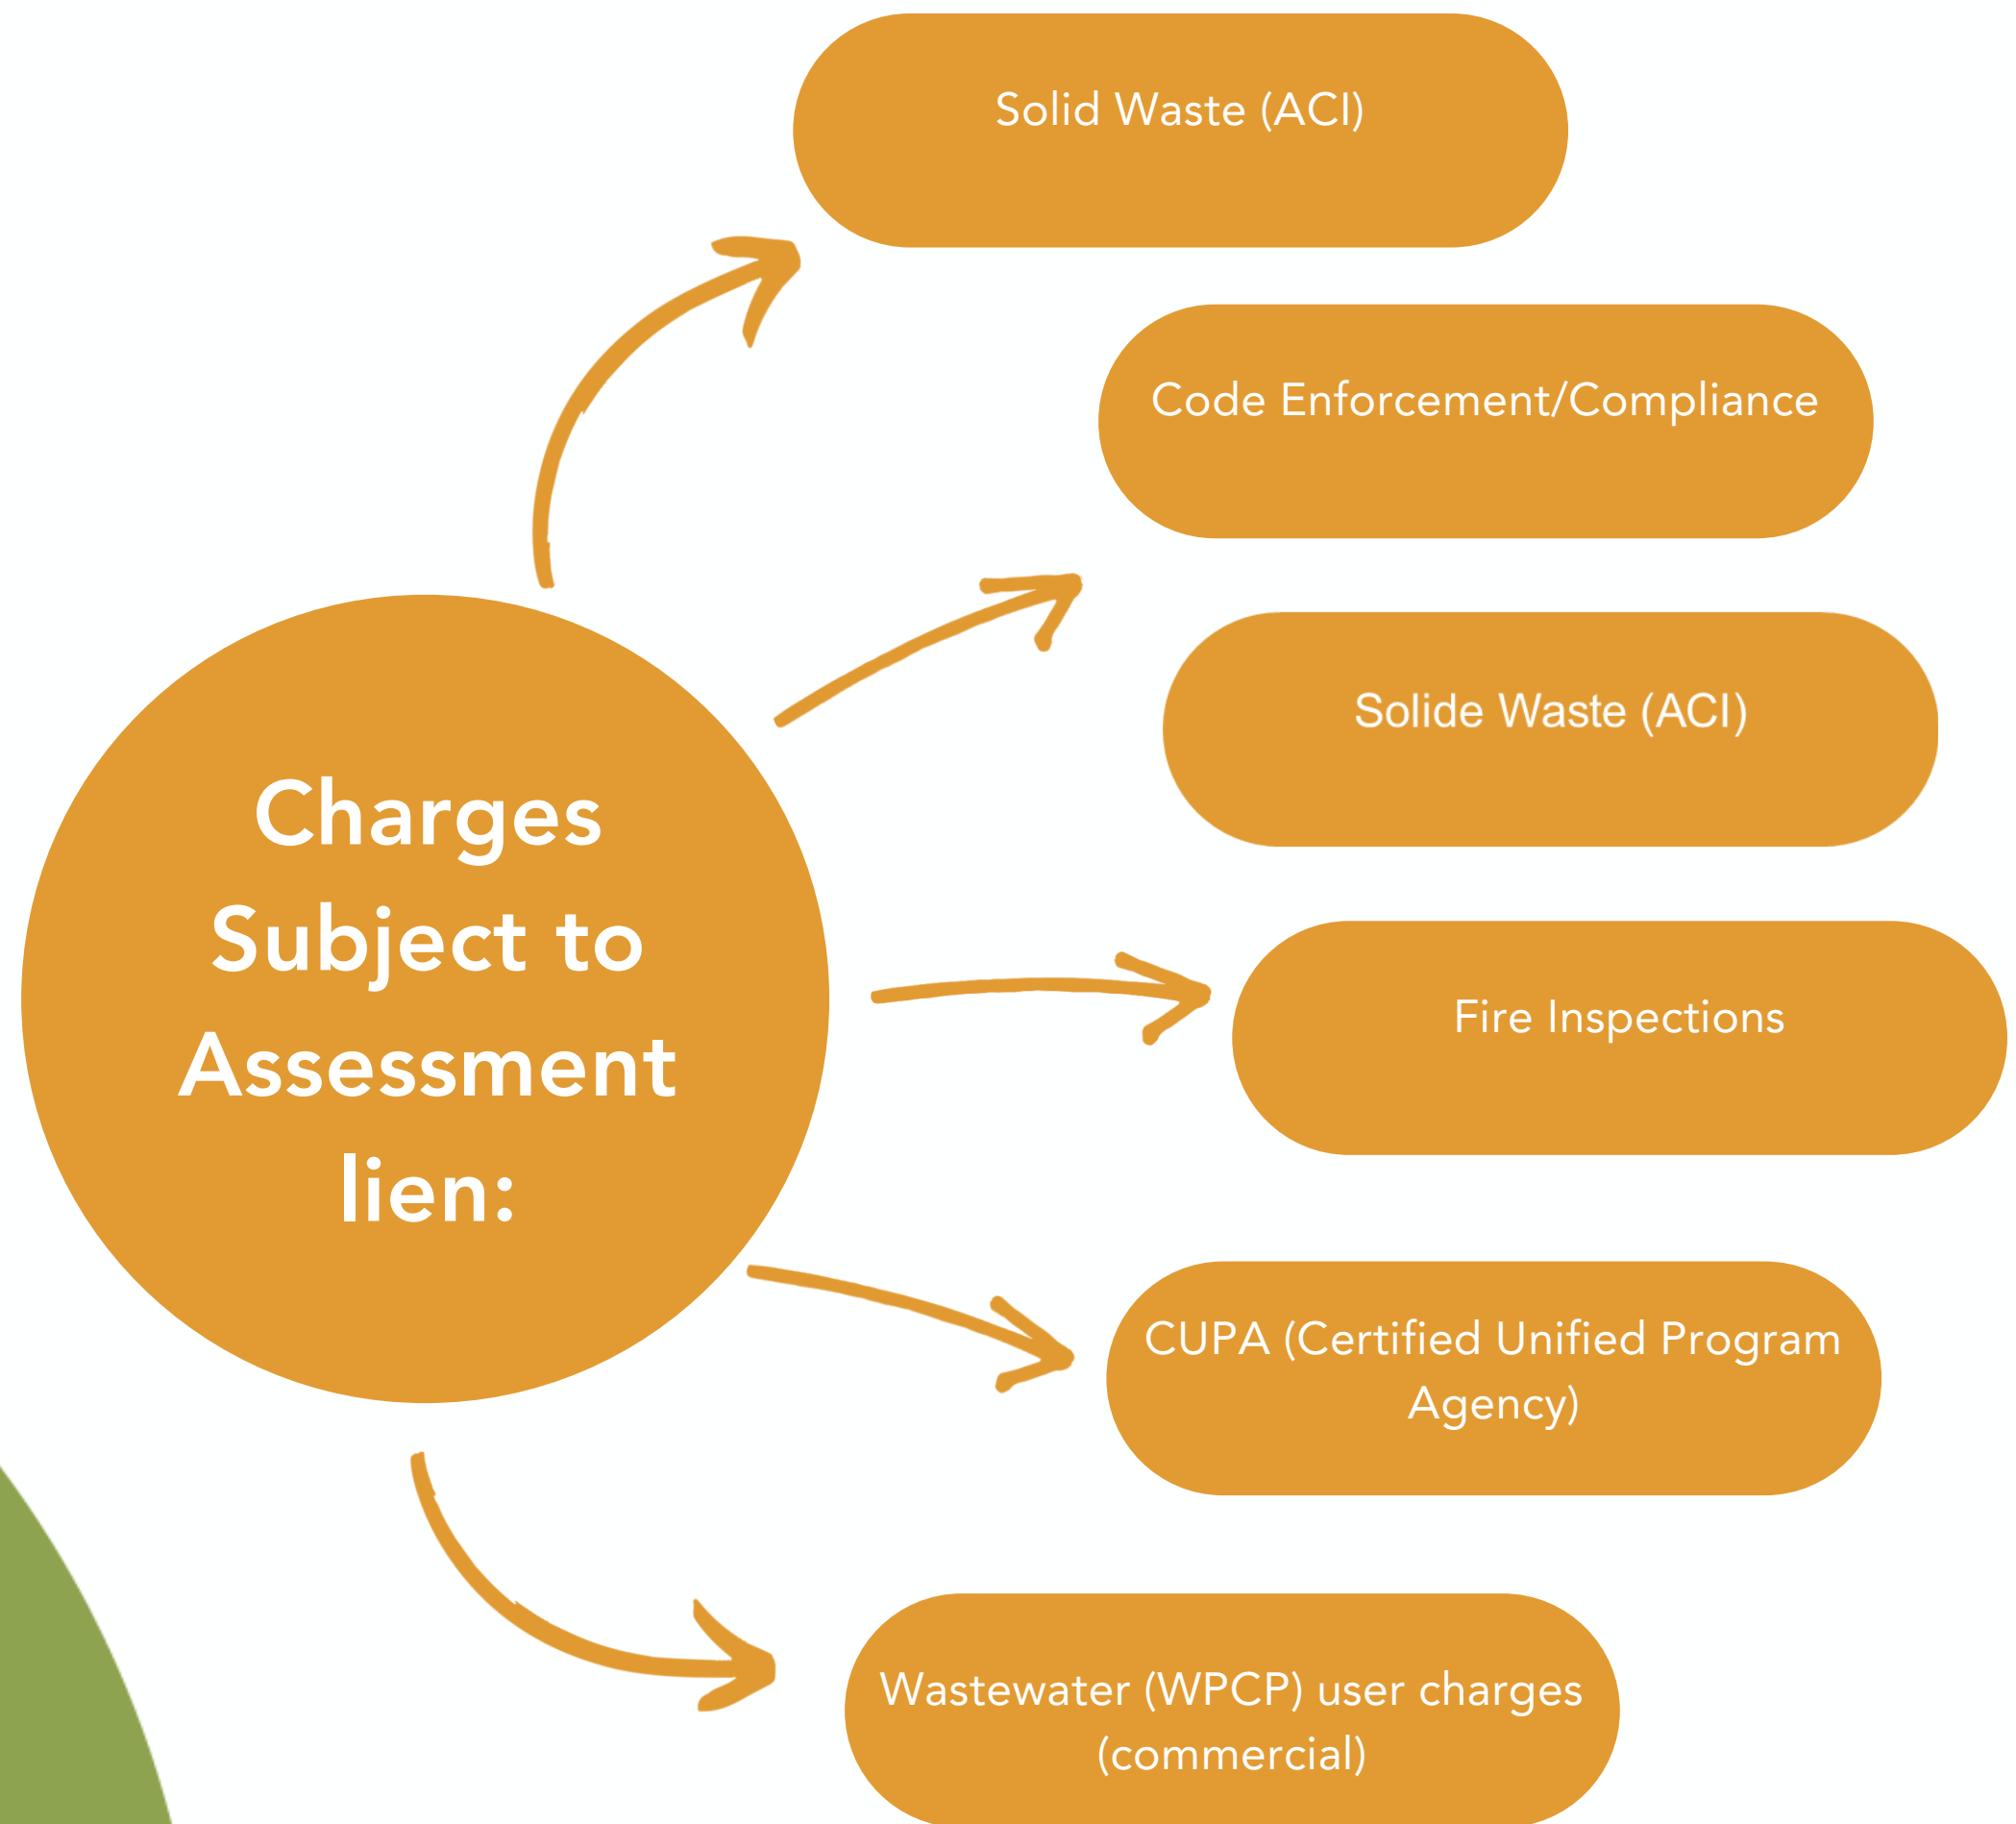 Solid Waste (ACI)
Code Enforcement/Compliance
Solide Waste (ACI)
Charges
Subject to
Assessment
lien:
Fire Inspections
CUPA (Certified Unified Program
Agency)
Wastewater (WPCP) user charges
(commercial)